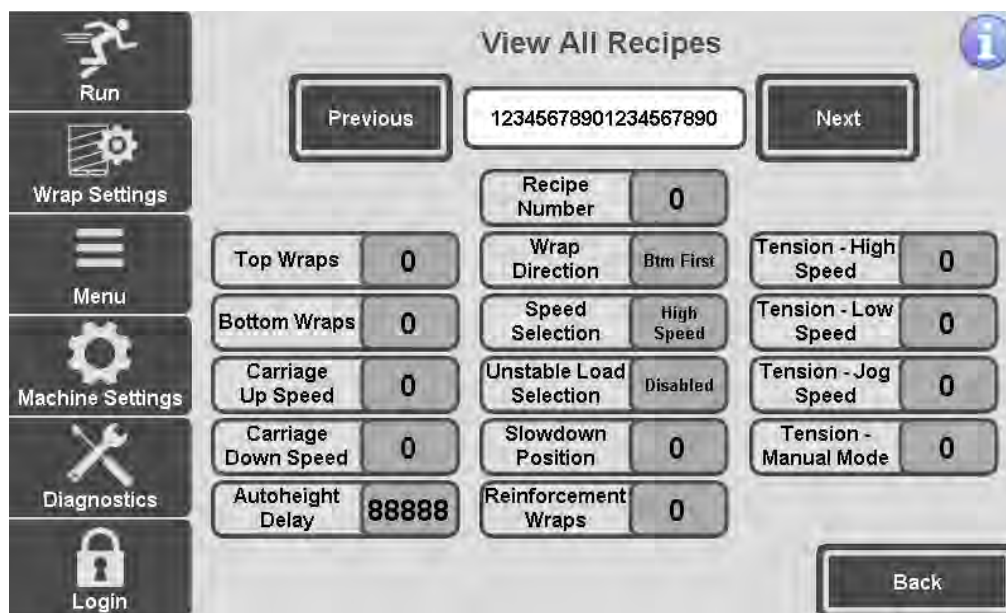 View All Recipes
i
Run
Previous
12345678901234567890
Next
Wrap Settings
Recipe
Number
0
Menu
Top Wraps
0
Wrap
Direction
Btm First
Tension - High
Speed
0
Bottom Wraps
0
Speed
Selection
High
Speed
Tension - Low
Speed
0
Machine Settings
Carriage
Up Speed
0
Unstable Load
Selection
Disabled
Tension - Jog
Speed
0
Carriage
Down Speed
0
Slowdown
Position
0
Tension -
Manual Mode
0
Diagnostics
Autoheight
Delay
88888
Reinforcement
Wraps
0
Login
Back